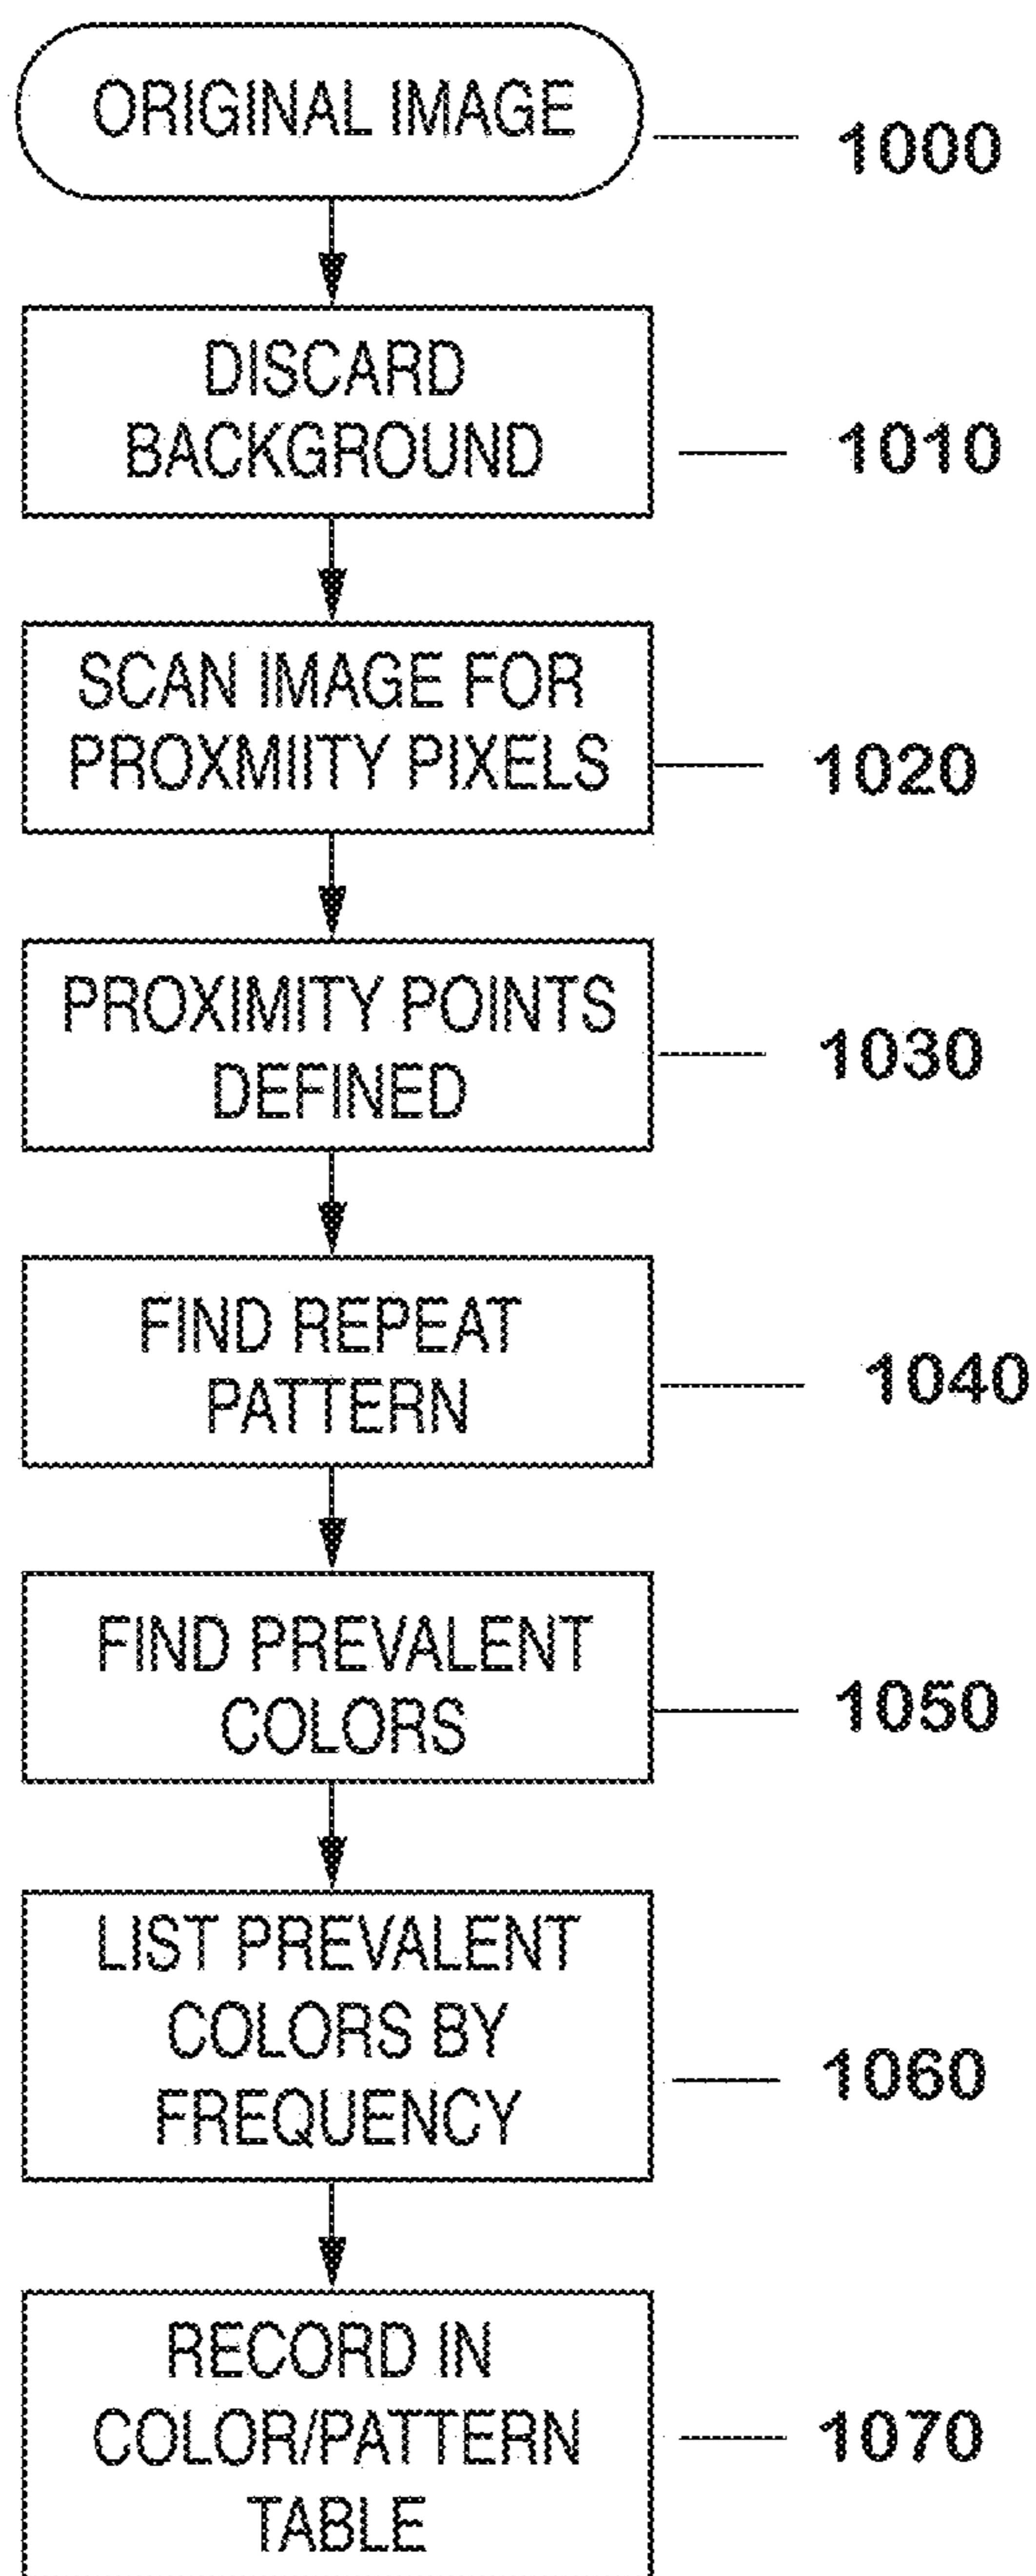 ORIGINAL IMAGE
1000
DISCARD
BACKGROUND
1010
SCAN IMAGE FOR
PROXMIITY PIXELS
1020
PROXIMITY POINTS
DEFINED
1030
FIND REPEAT
PATTERN
1040
FIND PREVALENT
COLORS
1050
LIST PREVALENT
COLORS BY
FREQUENCY
1060
RECORD IN
COLOR/PATTERN
TABLE
1070